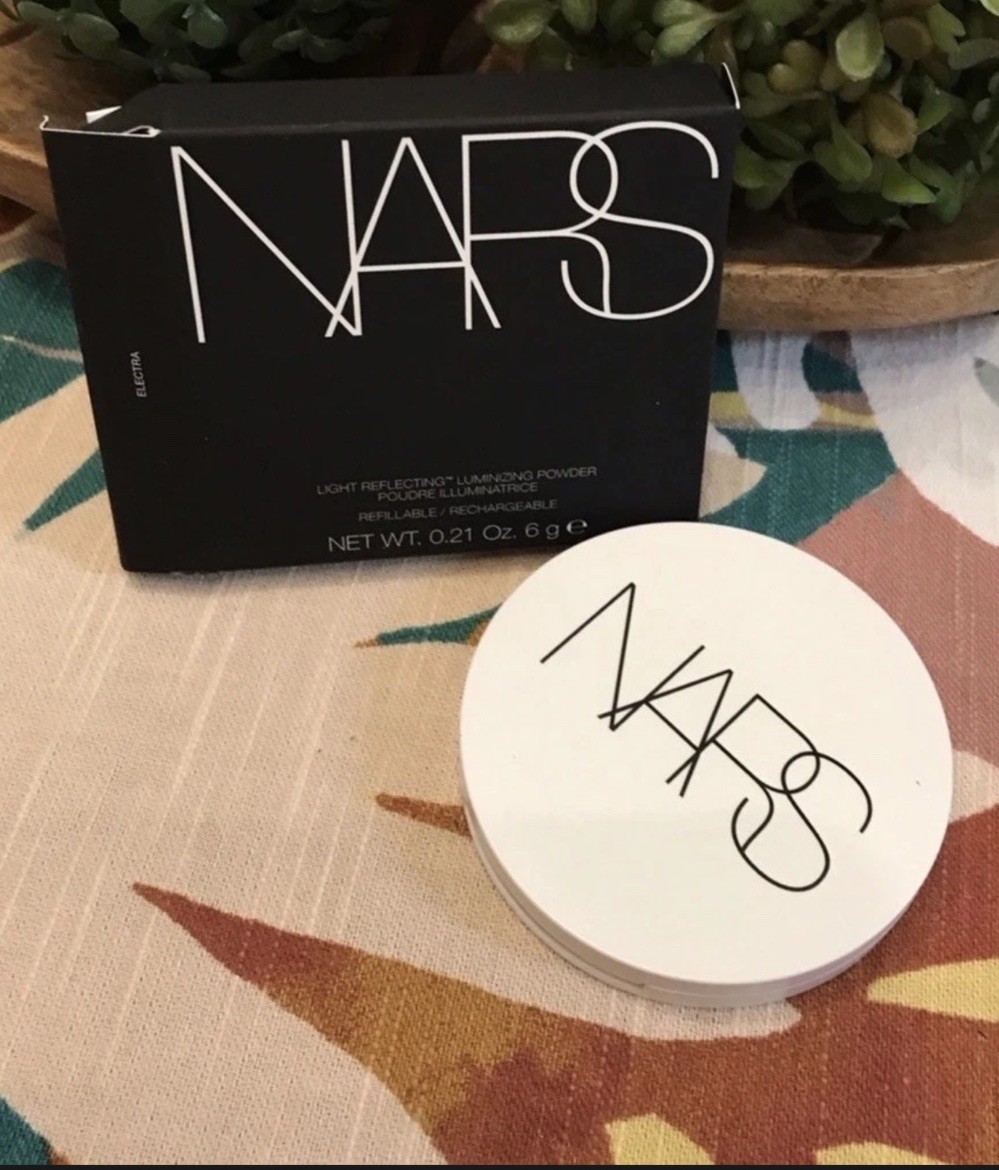 NARS
ELECTRA
LIGHT REFLECTING™ LUMINIZING POWDER
POUDRE ILLUMINATRICE
REFILLABLE / RECHARGEABLE
NET WT. 0.21 Oz. 6 g ℮
NARS